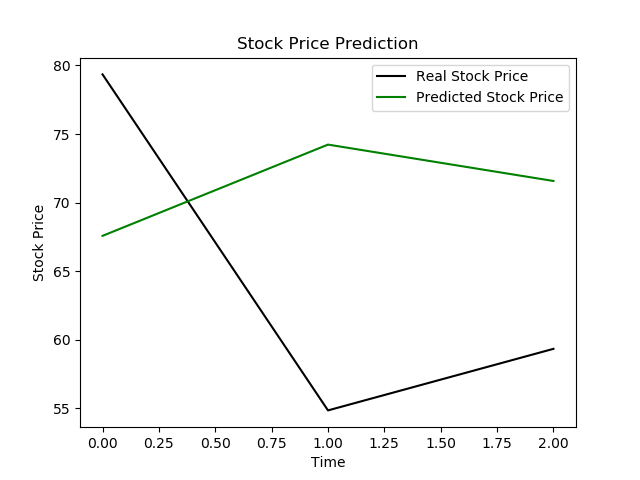 Stock Price Prediction
Real Stock Price
Predicted Stock Price
Stock Price
80
75
70
65
60
55
0.00 0.25 0.50 0.75 1.00 1.25 1.50 1.75 2.00
Time